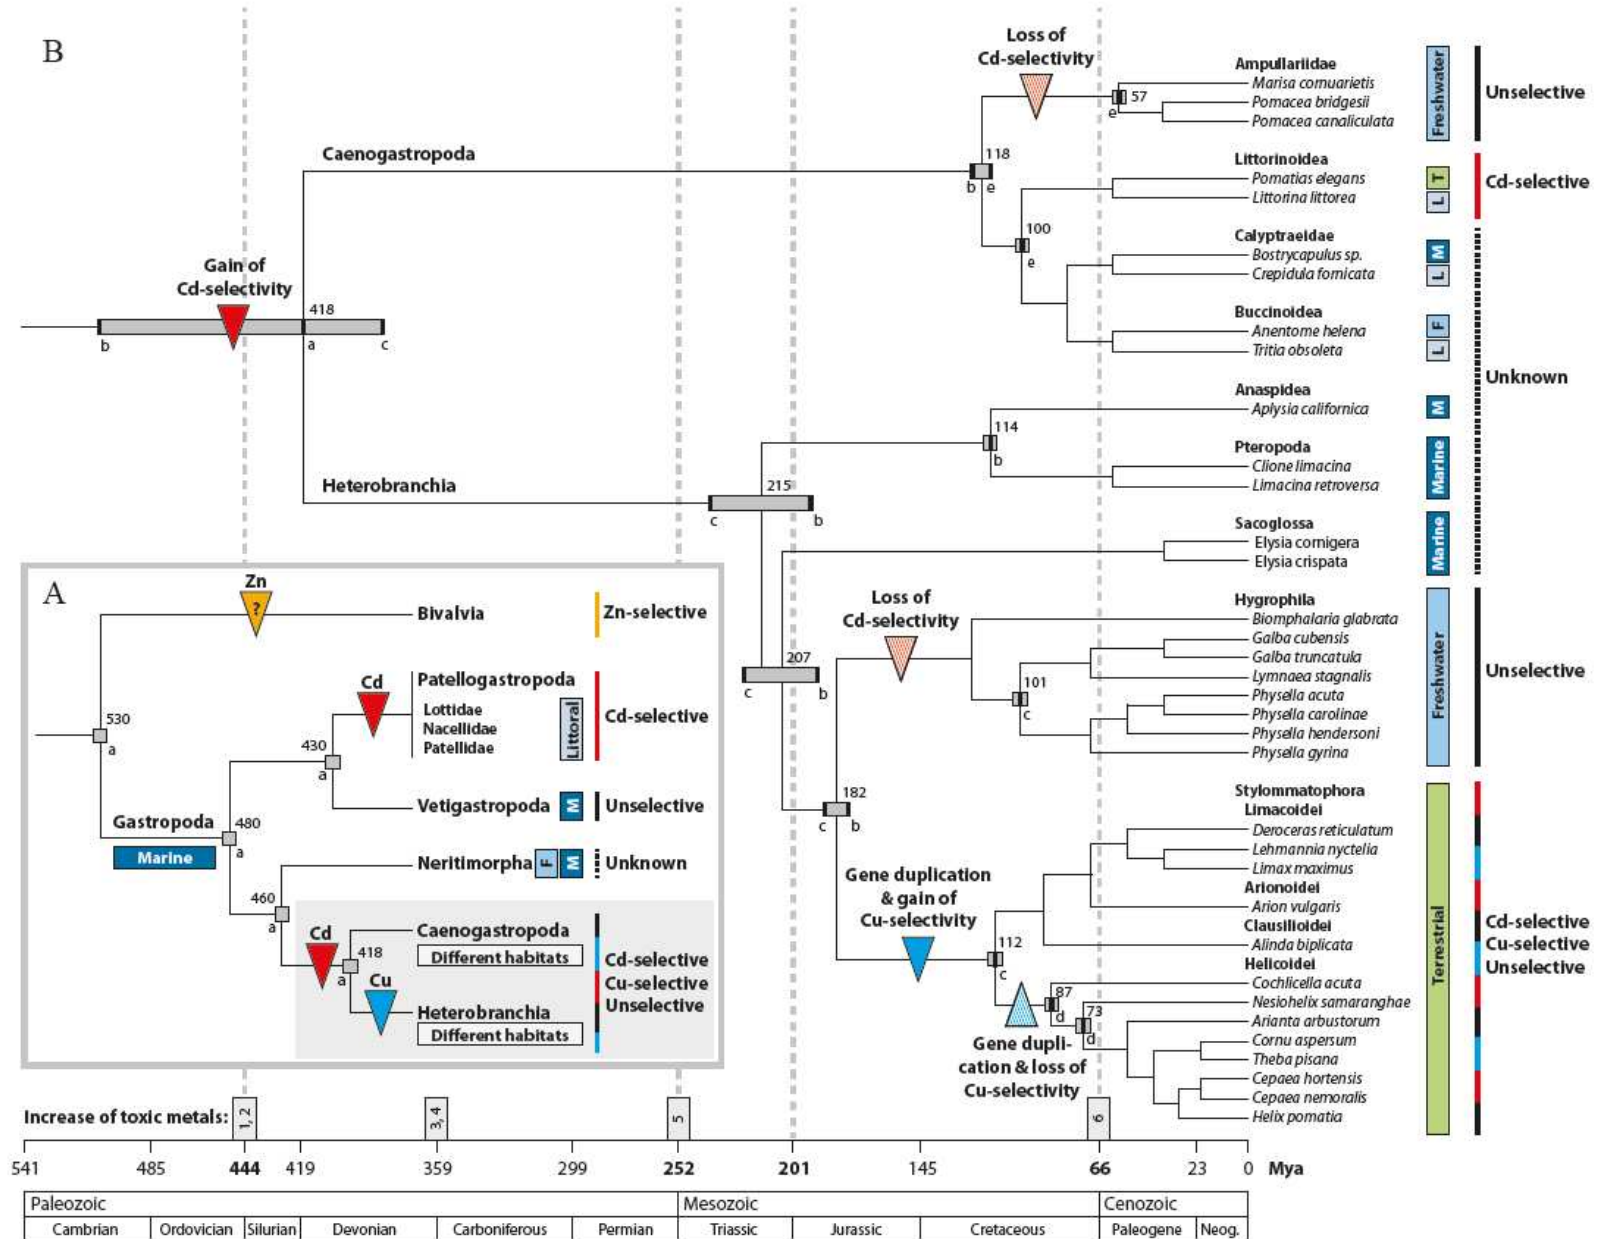 B
Loss of
Cd-selectivity
Ampullariidae
Marisa cornuarietis
Pomacea bridgesii
Pomacea canaliculata
57
e
Freshwater
Unselective
Caenogastropoda
118
b e
Littorinoidea
Pomatias elegans
Littorina littorea
T
L
Cd-selective
100
e
Calyptraeidae
Bostrycapulus sp.
Crepidula fornicata
M
L
Buccinoidea
Anentome helena
Tritia obsoleta
F
L
Unknown
Gain of
Cd-selectivity
418
b a c
Anaspidea
Aplysia californica
M
114
b
Pteropoda
Clione limacina
Limacina retroversa
Marine
Heterobranchia
215
c b
Sacoglossa
Elysia cornigera
Elysia crispata
Marine
207
c b
Loss of
Cd-selectivity
Hygrophila
Biomphalaria glabrata
Galba cubensis
Galba truncatula
Lymnaea stagnalis
Physella acuta
Physella carolinae
Physella hendersoni
Physella gyrina
101
c
Freshwater
Unselective
182
c b
Gene duplication
& gain of
Cu-selectivity
112
c
Stylommatophora
Limacoidei
Deroceras reticulatum
Lehmannia nyctelia
Limax maximus
Arionoidei
Arion vulgaris
Clausilioidei
Alinda biplicata
Helicoidei
Cochlicella acuta
Nesiohelix samaranghae
Arianta arbustorum
Cornu aspersum
Theba pisana
Cepaea hortensis
Cepaea nemoralis
Helix pomatia
87
d
73
d
Gene dupli-
cation & loss of
Cu-selectivity
Terrestrial
Cd-selective
Cu-selective
Unselective
A
Zn
?
Bivalvia
Zn-selective
530
a
Cd
Patellogastropoda
Lottidae
Nacellidae
Patellidae
Littoral
Cd-selective
430
a
Vetigastropoda
M
Unselective
Gastropoda
Marine
480
a
Neritimorpha
F
M
Unknown
460
a
Cd
418
a
Caenogastropoda
Different habitats
Cu
Heterobranchia
Different habitats
Cd-selective
Cu-selective
Unselective
Increase of toxic metals:
1, 2
3, 4
5
6
541 485 444 419 359 299 252 201 145 66 23 0 Mya
Paleozoic Mesozoic Cenozoic
Cambrian Ordovician Silurian Devonian Carboniferous Permian Triassic Jurassic Cretaceous Paleogene Neog.